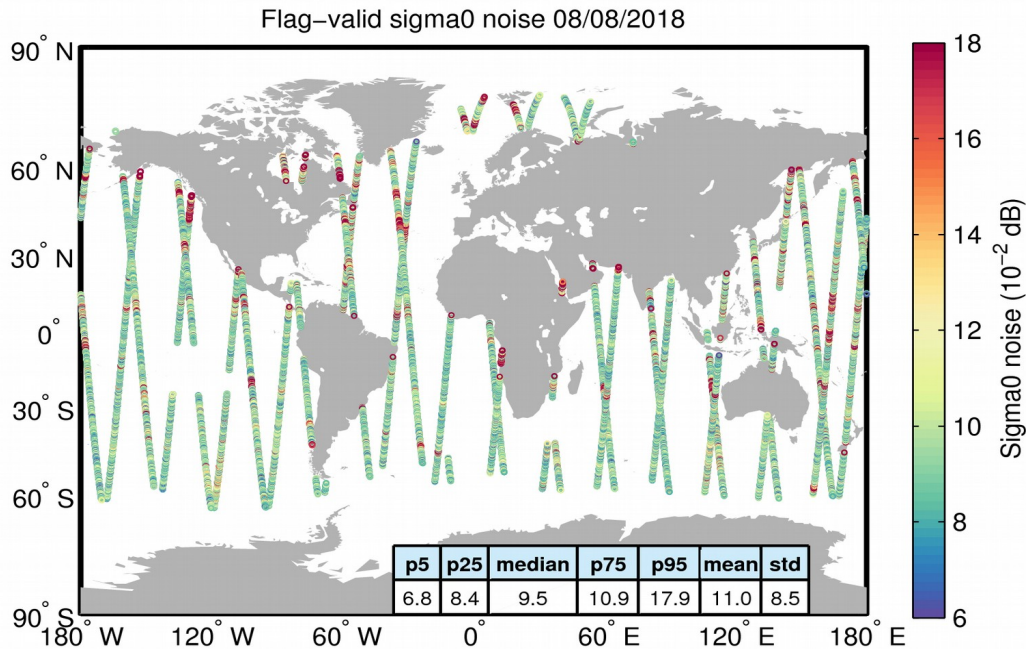 Flag−valid sigma0 noise 08/08/2018
90° N
60° N
30° N
0°
30° S
60° S
90° S
180° W 120° W 60° W 0° 60° E 120° E 180° E
p5 p25 median p75 p95 mean std
6.8 8.4 9.5 10.9 17.9 11.0 8.5
18
16
14
12
10
8
6
Sigma0 noise (10⁻² dB)